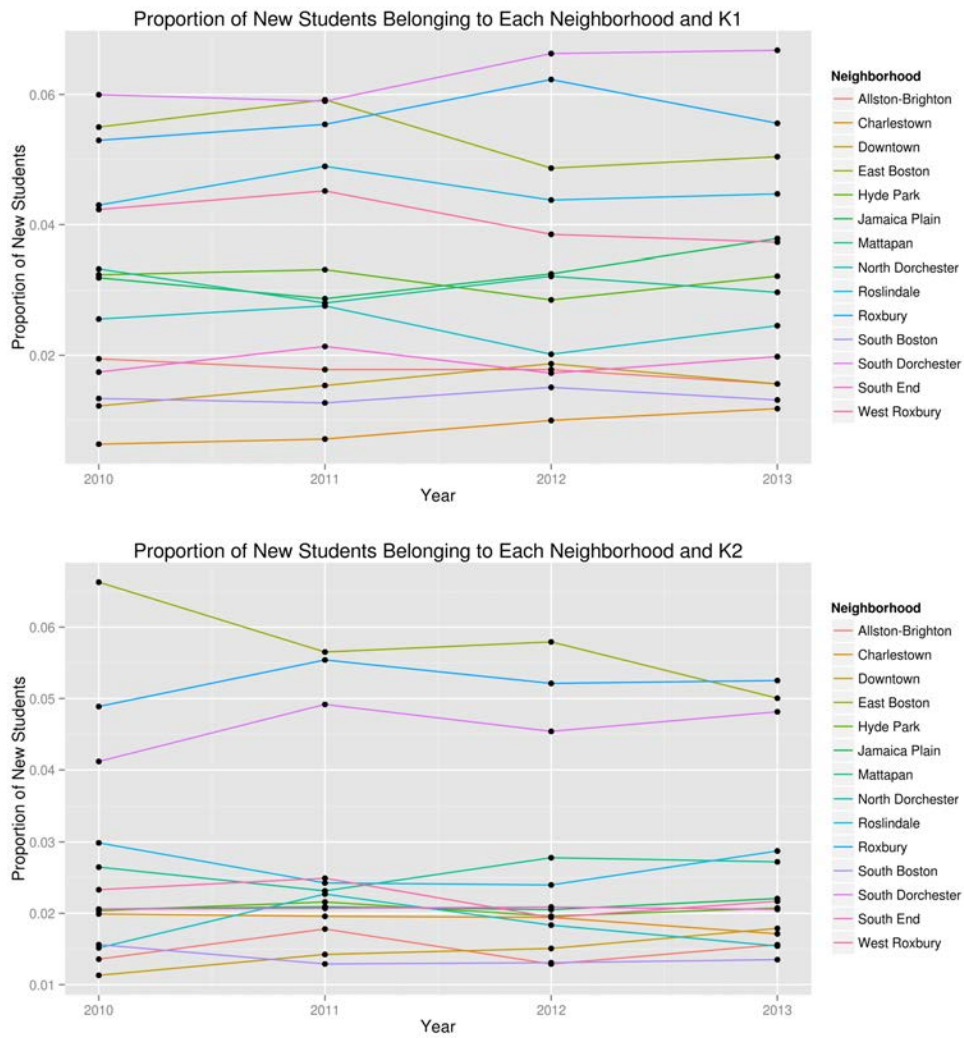 Proportion of New Students Belonging to Each Neighborhood and K1
Proportion of New Students
0.06
0.04
0.02
2010
2011
2012
2013
Year
Neighborhood
Allston-Brighton
Charlestown
Downtown
East Boston
Hyde Park
Jamaica Plain
Mattapan
North Dorchester
Roslindale
Roxbury
South Boston
South Dorchester
South End
West Roxbury
Proportion of New Students Belonging to Each Neighborhood and K2
Proportion of New Students
0.06
0.05
0.04
0.03
0.02
0.01
2010
2011
2012
2013
Year
Neighborhood
Allston-Brighton
Charlestown
Downtown
East Boston
Hyde Park
Jamaica Plain
Mattapan
North Dorchester
Roslindale
Roxbury
South Boston
South Dorchester
South End
West Roxbury